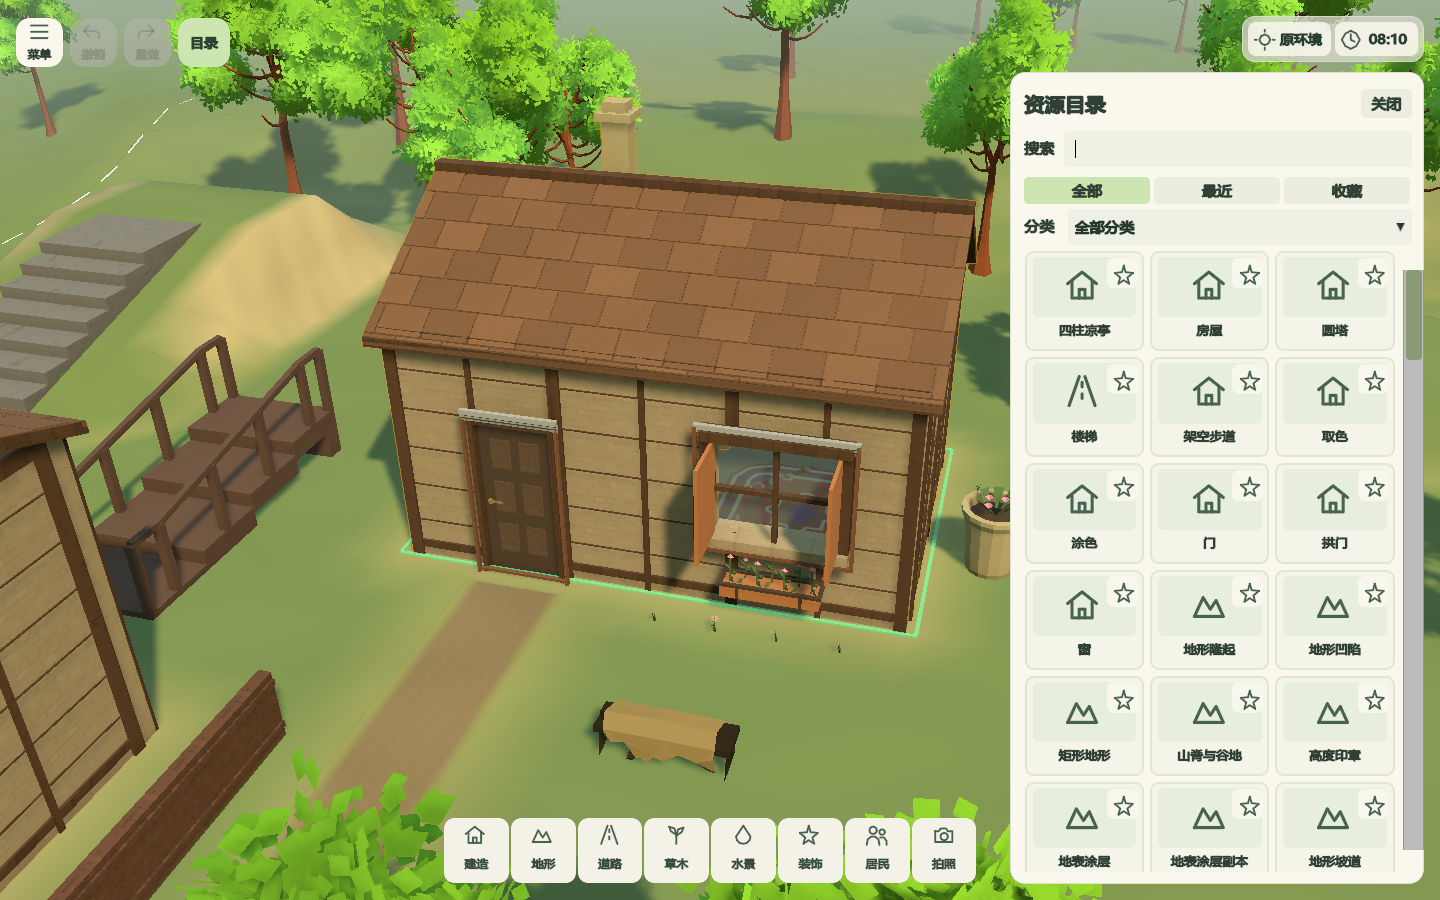 菜单
撤销
重做
目录
原环境
08:10
资源目录
关闭
搜索
全部
最近
收藏
分类
全部分类
四柱凉亭
房屋
圆塔
楼梯
架空步道
取色
涂色
门
拱门
窗
地形隆起
地形凹陷
矩形地形
山脊与谷地
高度印章
地表涂层
地表涂层副本
地形坡道
建造
地形
道路
草木
水景
装饰
居民
拍照